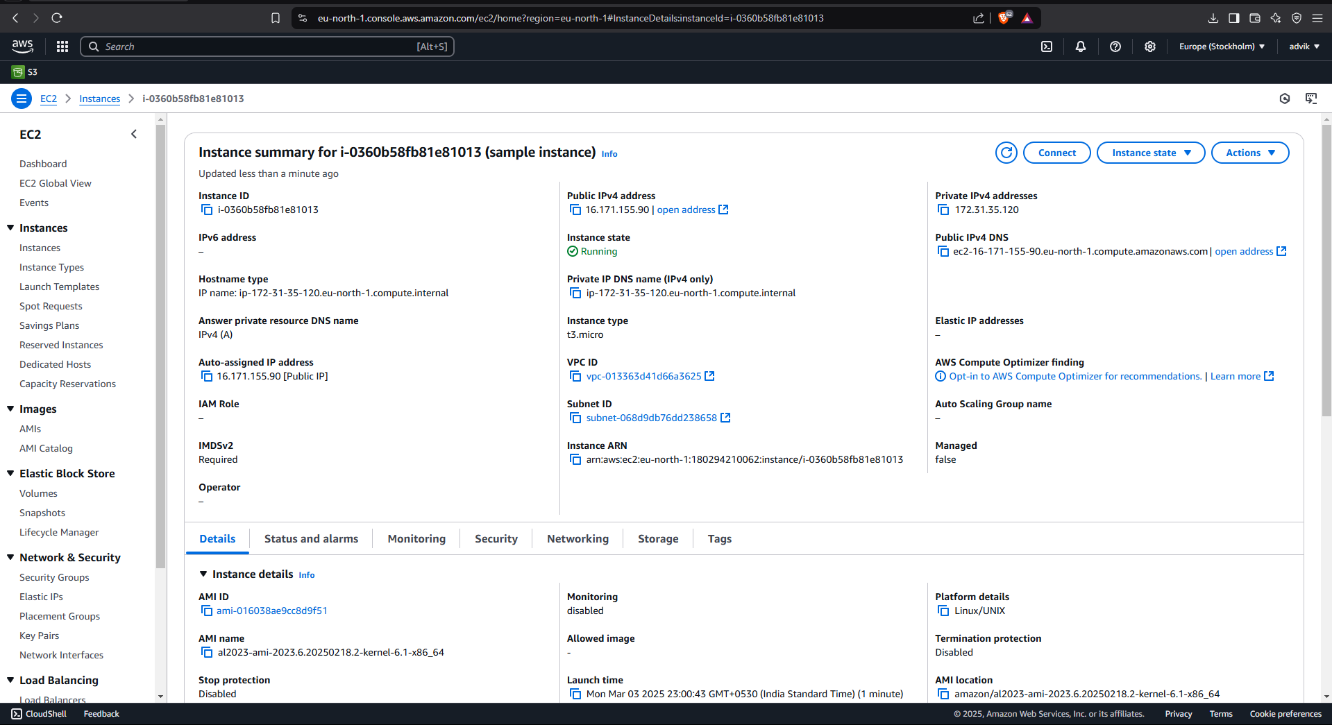 eu-north-1.console.aws.amazon.com/ec2/home?region=eu-north-1#InstanceDetails:instanceId=i-0360b58fb81e81013
aws
Search
[Alt+S]
Europe (Stockholm)
advik
S3
EC2
Instances
i-0360b58fb81e81013
EC2
Dashboard
EC2 Global View
Events
Instances
Instances
Instance Types
Launch Templates
Spot Requests
Savings Plans
Reserved Instances
Dedicated Hosts
Capacity Reservations
Images
AMIs
AMI Catalog
Elastic Block Store
Volumes
Snapshots
Lifecycle Manager
Network & Security
Security Groups
Elastic IPs
Placement Groups
Key Pairs
Network Interfaces
Load Balancing
Load Balancers
Instance summary for i-0360b58fb81e81013 (sample instance) Info
Connect
Instance state
Actions
Updated less than a minute ago
Instance ID
i-0360b58fb81e81013
IPv6 address
–
Hostname type
IP name: ip-172-31-35-120.eu-north-1.compute.internal
Answer private resource DNS name
IPv4 (A)
Auto-assigned IP address
16.171.155.90 [Public IP]
IAM Role
–
IMDSv2
Required
Operator
–
Public IPv4 address
16.171.155.90 | open address
Instance state
Running
Private IP DNS name (IPv4 only)
ip-172-31-35-120.eu-north-1.compute.internal
Instance type
t3.micro
VPC ID
vpc-013363d41d66a3625
Subnet ID
subnet-068d9db76dd238658
Instance ARN
arn:aws:ec2:eu-north-1:180294210062:instance/i-0360b58fb81e81013
Private IPv4 addresses
172.31.35.120
Public IPv4 DNS
ec2-16-171-155-90.eu-north-1.compute.amazonaws.com | open address
Elastic IP addresses
–
AWS Compute Optimizer finding
Opt-in to AWS Compute Optimizer for recommendations. | Learn more
Auto Scaling Group name
–
Managed
false
Details
Status and alarms
Monitoring
Security
Networking
Storage
Tags
Instance details Info
AMI ID
ami-016038ae9cc8d9f51
AMI name
al2023-ami-2023.6.20250218.2-kernel-6.1-x86_64
Stop protection
Disabled
Monitoring
disabled
Allowed image
-
Launch time
Mon Mar 03 2025 23:00:43 GMT+0530 (India Standard Time) (1 minute)
Platform details
Linux/UNIX
Termination protection
Disabled
AMI location
amazon/al2023-ami-2023.6.20250218.2-kernel-6.1-x86_64
CloudShell
Feedback
© 2025, Amazon Web Services, Inc. or its affiliates.
Privacy
Terms
Cookie preferences